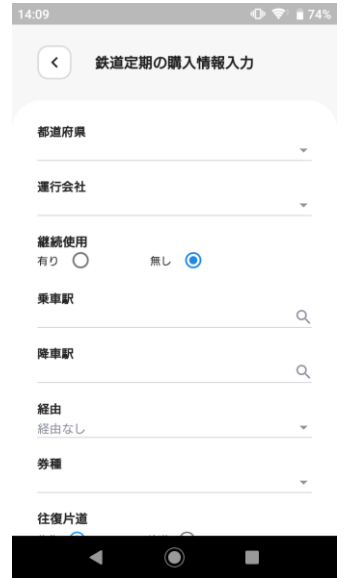 14:09 74%
鉄道定期の購入情報入力
都道府県
運行会社
継続使用
有り 無し
乗車駅
降車駅
経由
経由なし
券種
往復片道